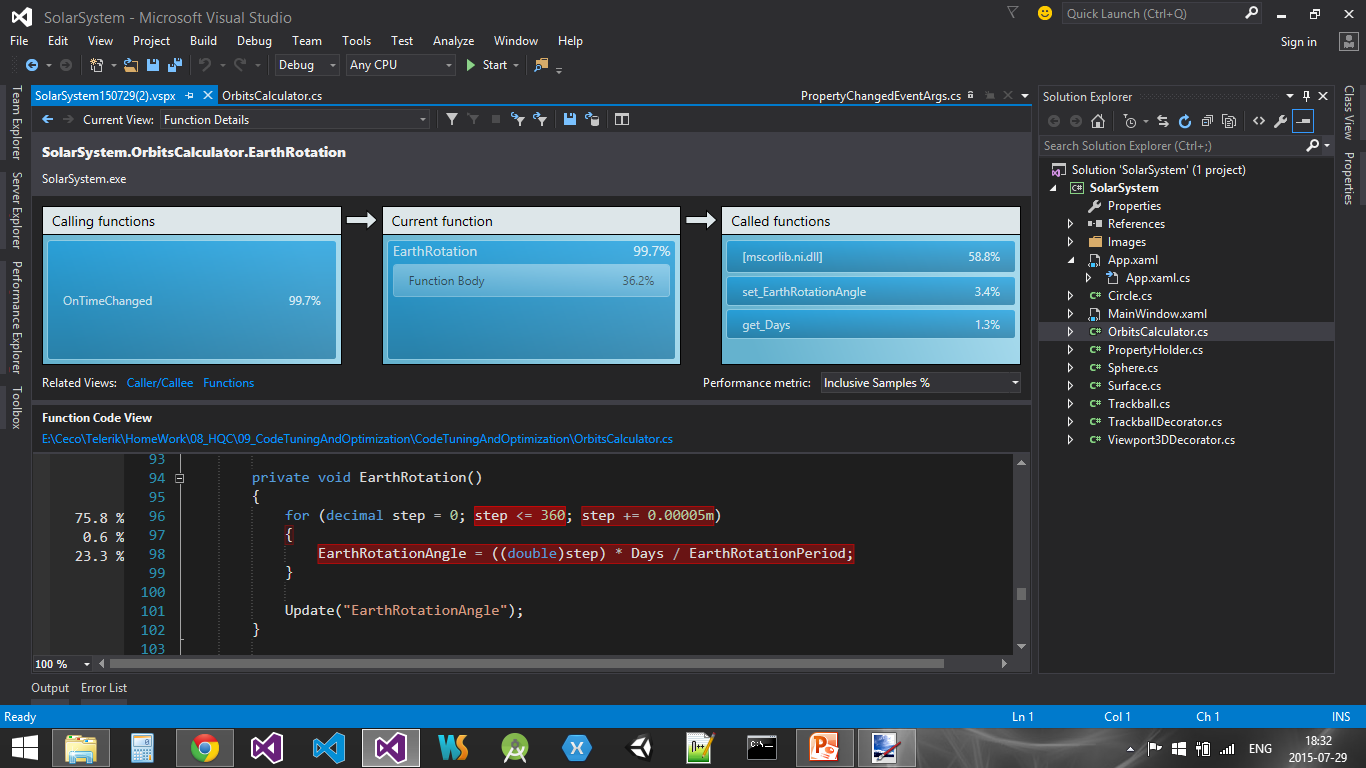 SolarSystem - Microsoft Visual Studio
Quick Launch (Ctrl+Q)
File Edit View Project Build Debug Team Tools Test Analyze Window Help
Sign in
Debug Any CPU Start
SolarSystem150729(2).vspx OrbitsCalculator.cs PropertyChangedEventArgs.cs
Current View: Function Details
SolarSystem.OrbitsCalculator.EarthRotation
SolarSystem.exe
Calling functions
OnTimeChanged 99.7%
Current function
EarthRotation 99.7%
Function Body 36.2%
Called functions
[mscorlib.ni.dll] 58.8%
set_EarthRotationAngle 3.4%
get_Days 1.3%
Related Views: Caller/Callee Functions
Performance metric: Inclusive Samples %
Function Code View
E:\Ceco\Telerik\HomeWork\08_HQC\09_CodeTuningAndOptimization\CodeTuningAndOptimization\OrbitsCalculator.cs
93
94 private void EarthRotation()
95 {
75.8 % 96 for (decimal step = 0; step <= 360; step += 0.00005m)
0.6 % 97 {
23.3 % 98 EarthRotationAngle = ((double)step) * Days / EarthRotationPeriod;
99 }
100
101 Update("EarthRotationAngle");
102 }
103
100 %
Team Explorer
Server Explorer
Performance Explorer
Toolbox
Solution Explorer
Search Solution Explorer (Ctrl+;)
Solution 'SolarSystem' (1 project)
C# SolarSystem
Properties
References
Images
App.xaml
App.xaml.cs
C# Circle.cs
MainWindow.xaml
C# OrbitsCalculator.cs
C# PropertyHolder.cs
C# Sphere.cs
C# Surface.cs
C# Trackball.cs
C# TrackballDecorator.cs
C# Viewport3DDecorator.cs
Class View
Properties
Output Error List
Ready Ln 1 Col 1 Ch 1 INS
ENG
18:32
2015-07-29